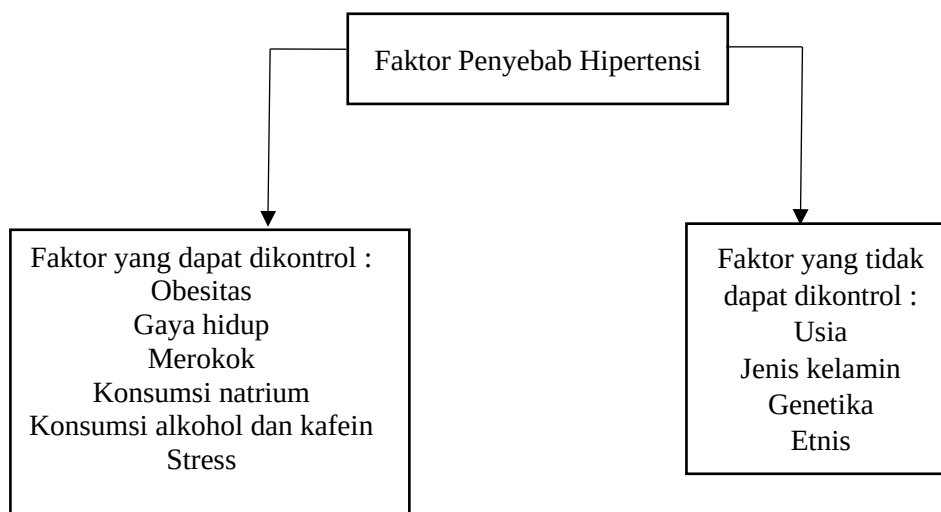 Faktor Penyebab Hipertensi
Faktor yang dapat dikontrol :
Obesitas
Gaya hidup
Merokok
Konsumsi natrium
Konsumsi alkohol dan kafein
Stress
Faktor yang tidak
dapat dikontrol :
Usia
Jenis kelamin
Genetika
Etnis